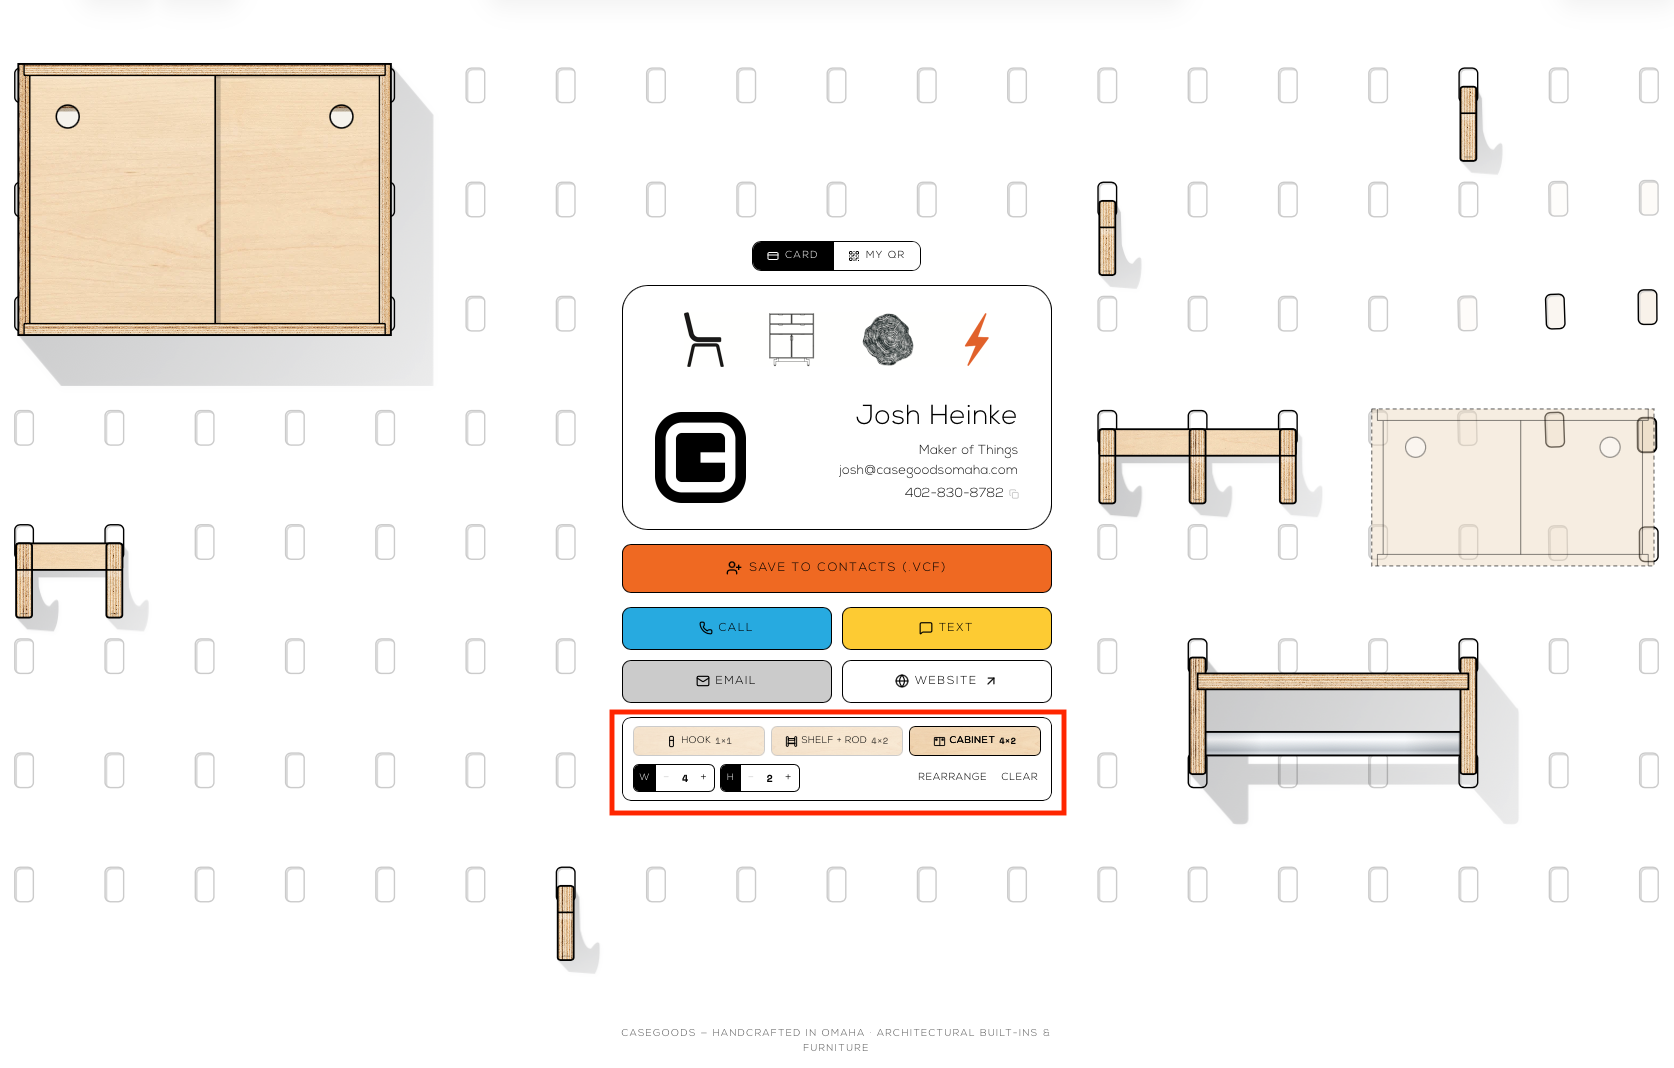 CARD
MY QR
Josh Heinke
Maker of Things
josh@casegoodsomaha.com
402-830-8782
SAVE TO CONTACTS (.VCF)
CALL
TEXT
EMAIL
WEBSITE
HOOK 1×1
SHELF + ROD 4×2
CABINET 4×2
W − 4 +
H − 2 +
REARRANGE
CLEAR
CASEGOODS — HANDCRAFTED IN OMAHA · ARCHITECTURAL BUILT-INS &
FURNITURE